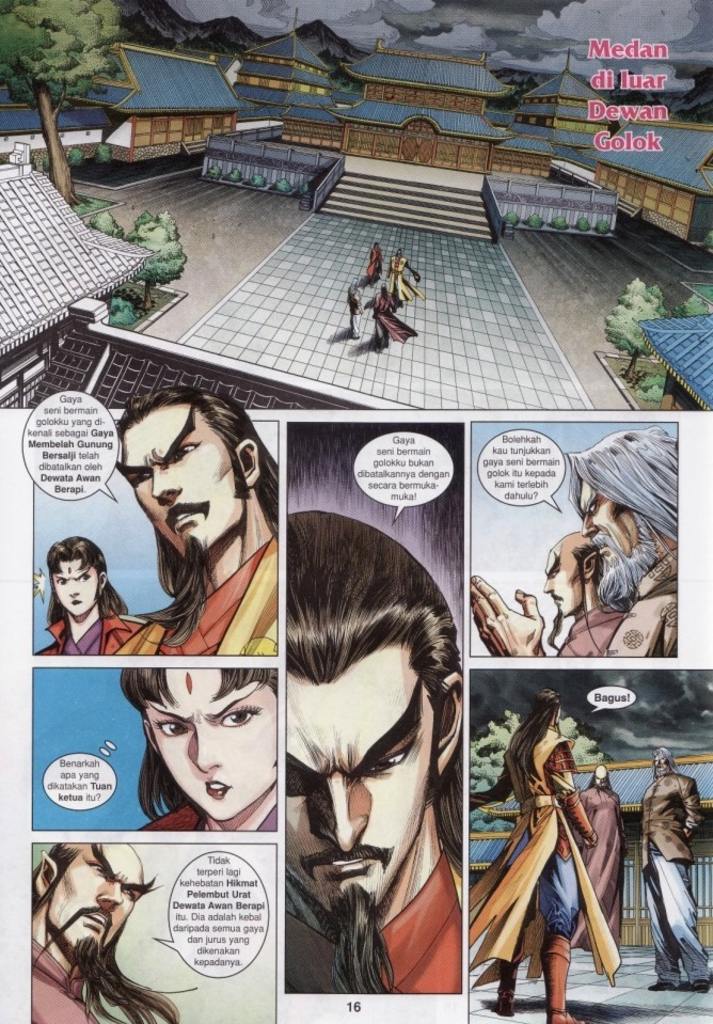 Medan
di luar
Dewan
Golok
Gaya
seni bermain
golokku yang di-
kenali sebagai Gaya
Membelah Gunung
Bersalji telah
dibatalkan oleh
Dewata Awan
Berapi.
Gaya
seni bermain
golokku bukan
dibatalkannya dengan
secara bermuka-
muka!
Bolehkah
kau tunjukkan
gaya seni bermain
golok itu kepada
kami terlebih
dahulu?
Benarkah
apa yang
dikatakan Tuan
ketua itu?
Bagus!
Tidak
terperi lagi
kehebatan Hikmat
Pelembut Urat
Dewata Awan Berapi
itu. Dia adalah kebal
daripada semua gaya
dan jurus yang
dikenakan
kepadanya.
16